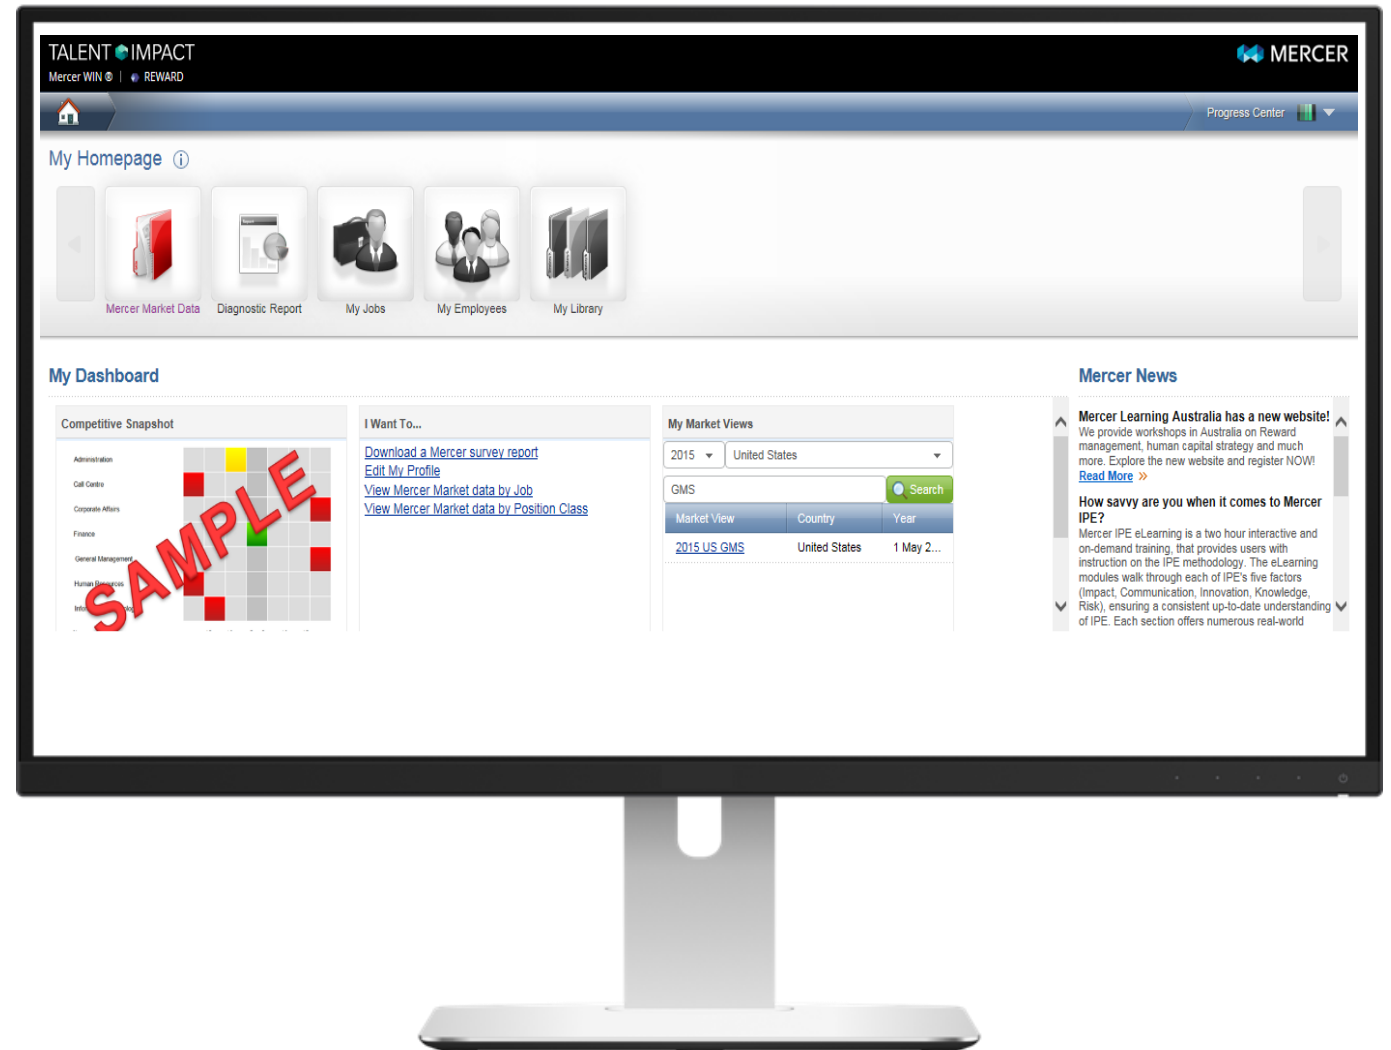 TALENT IMPACT
MERCER
Mercer WIN ® | REWARD
Progress Center
My Homepage
Mercer Market Data
Diagnostic Report
My Jobs
My Employees
My Library
My Dashboard
Competitive Snapshot
Administration
Call Centre
Corporate Affairs
Finance
General Management
Human Resources
SAMPLE
I Want To...
Download a Mercer survey report
Edit My Profile
View Mercer Market data by Job
View Mercer Market data by Position Class
My Market Views
2015
United States
GMS
Search
Market View Country Year
2015 US GMS United States 1 May 2...
Mercer News
Mercer Learning Australia has a new website!
We provide workshops in Australia on Reward
management, human capital strategy and much
more. Explore the new website and register NOW!
Read More »
How savvy are you when it comes to Mercer
IPE?
Mercer IPE eLearning is a two hour interactive and
on-demand training, that provides users with
instruction on the IPE methodology. The eLearning
modules walk through each of IPE's five factors
(Impact, Communication, Innovation, Knowledge,
Risk), ensuring a consistent up-to-date understanding
of IPE. Each section offers numerous real-world